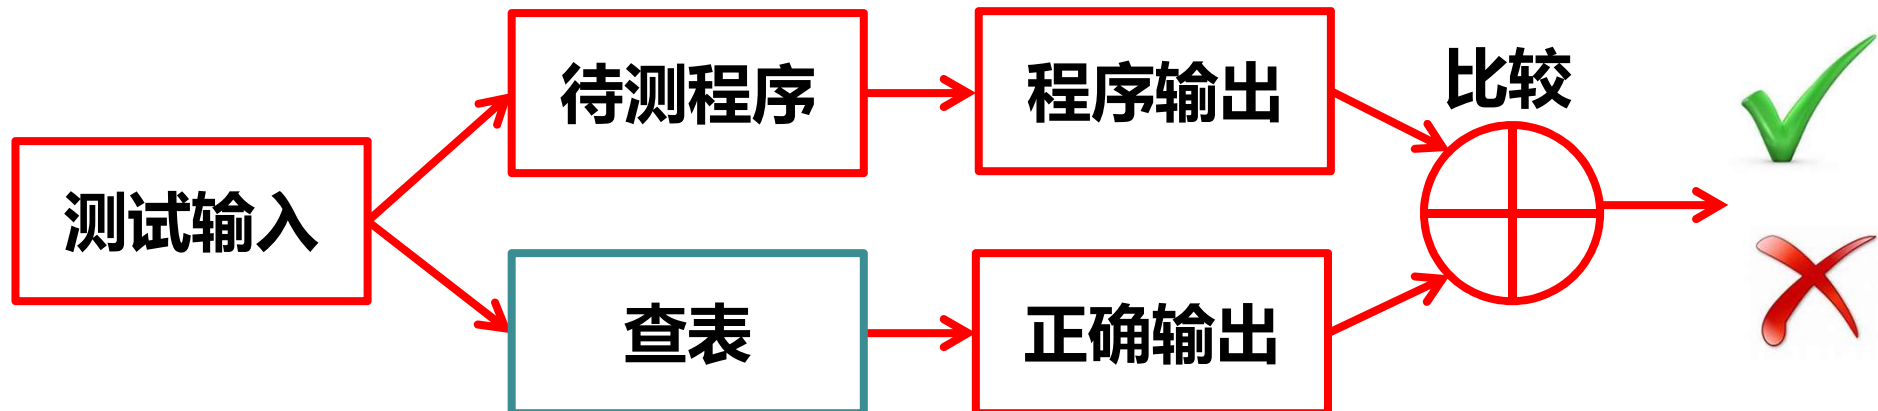 测试输入
待测程序
程序输出
比较
查表
正确输出